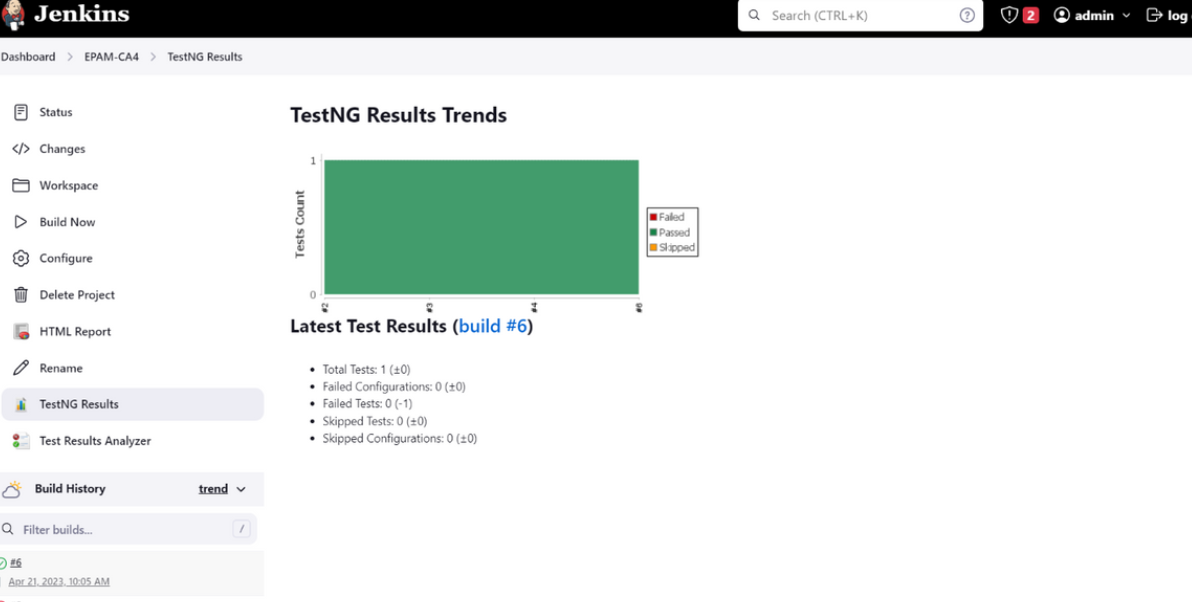 Jenkins
Search (CTRL+K)
2
admin
log
Dashboard > EPAM-CA4 > TestNG Results
Status
Changes
Workspace
Build Now
Configure
Delete Project
HTML Report
Rename
TestNG Results
Test Results Analyzer
Build History
trend
Filter builds...
/
#6
Apr 21, 2023, 10:05 AM
TestNG Results Trends
Tests Count
1
0
#2
#3
#4
#6
Failed
Passed
Skipped
Latest Test Results (build #6)
Total Tests: 1 (±0)
Failed Configurations: 0 (±0)
Failed Tests: 0 (-1)
Skipped Tests: 0 (±0)
Skipped Configurations: 0 (±0)